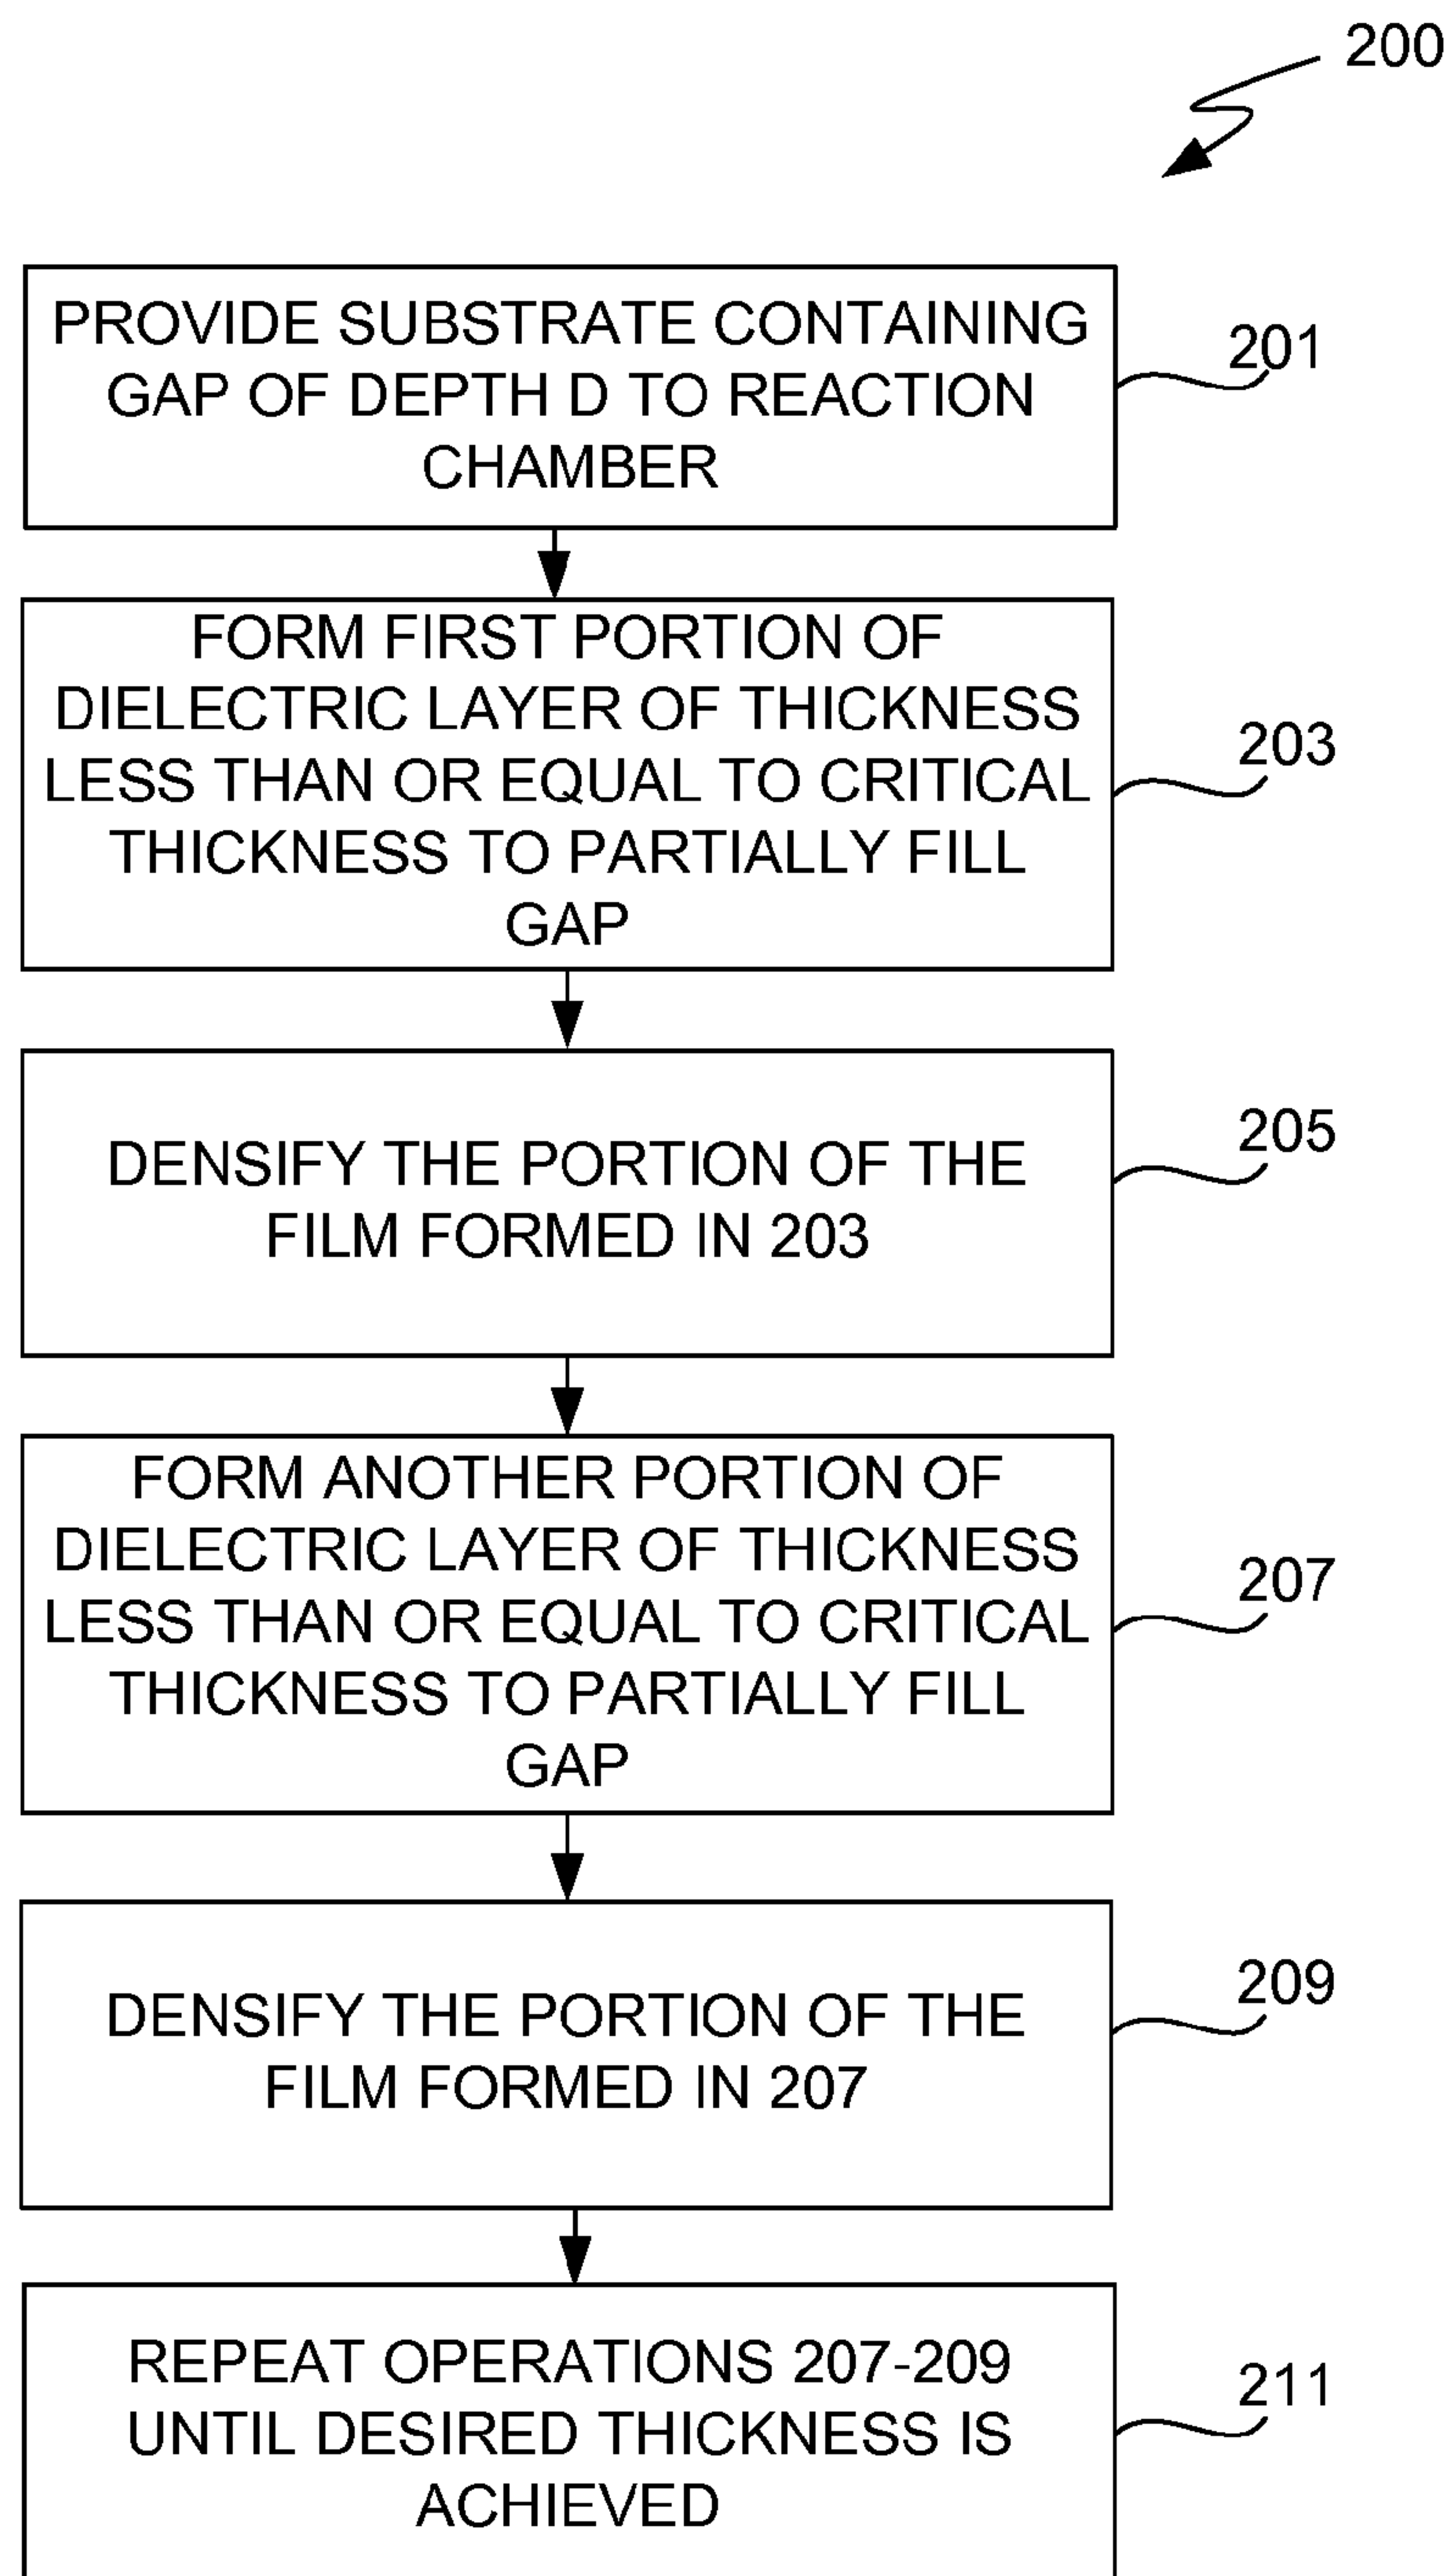 200
PROVIDE SUBSTRATE CONTAINING
GAP OF DEPTH D TO REACTION
CHAMBER
201
FORM FIRST PORTION OF
DIELECTRIC LAYER OF THICKNESS
LESS THAN OR EQUAL TO CRITICAL
THICKNESS TO PARTIALLY FILL
GAP
203
DENSIFY THE PORTION OF THE
FILM FORMED IN 203
205
FORM ANOTHER PORTION OF
DIELECTRIC LAYER OF THICKNESS
LESS THAN OR EQUAL TO CRITICAL
THICKNESS TO PARTIALLY FILL
GAP
207
DENSIFY THE PORTION OF THE
FILM FORMED IN 207
209
REPEAT OPERATIONS 207-209
UNTIL DESIRED THICKNESS IS
ACHIEVED
211